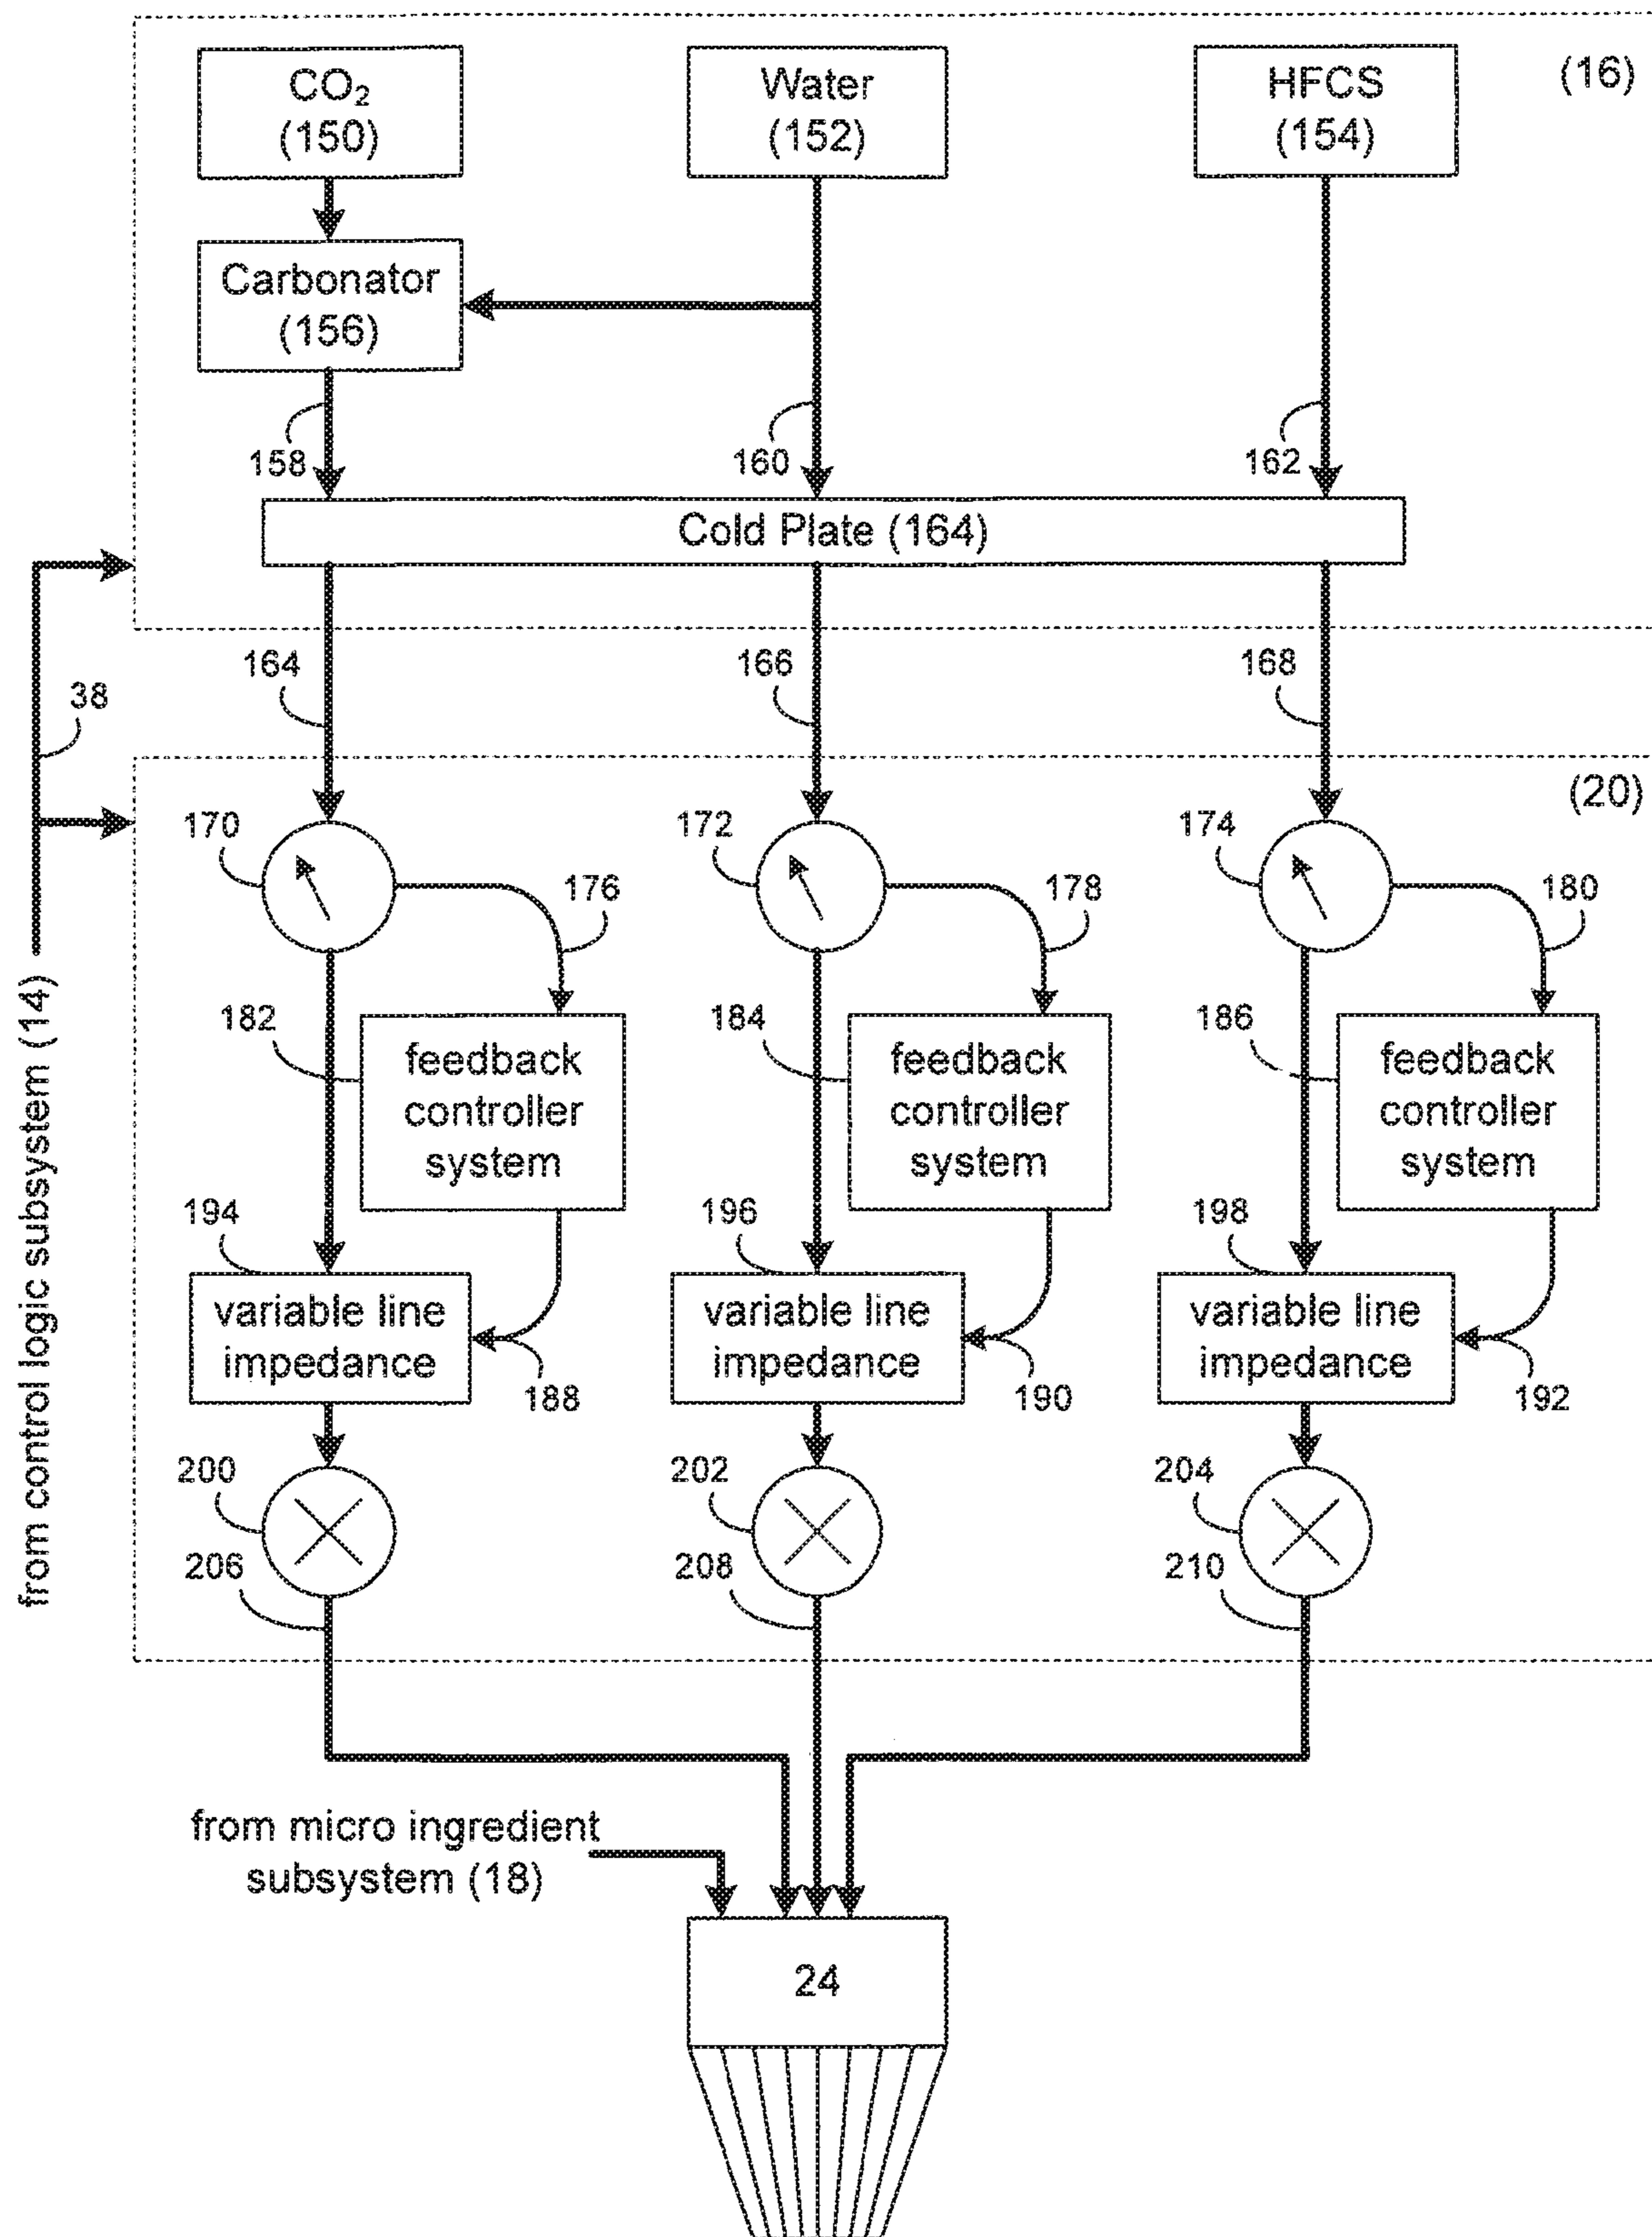 CO₂
(150)
Water
(152)
HFCS
(154)
(16)
Carbonator
(156)
158
160
162
Cold Plate (164)
164
166
168
38
(20)
170
172
174
176
178
180
182
184
186
feedback
controller
system
feedback
controller
system
feedback
controller
system
from control logic subsystem (14)
194
196
198
variable line
impedance
variable line
impedance
variable line
impedance
188
190
192
200
202
204
206
208
210
from micro ingredient
subsystem (18)
24